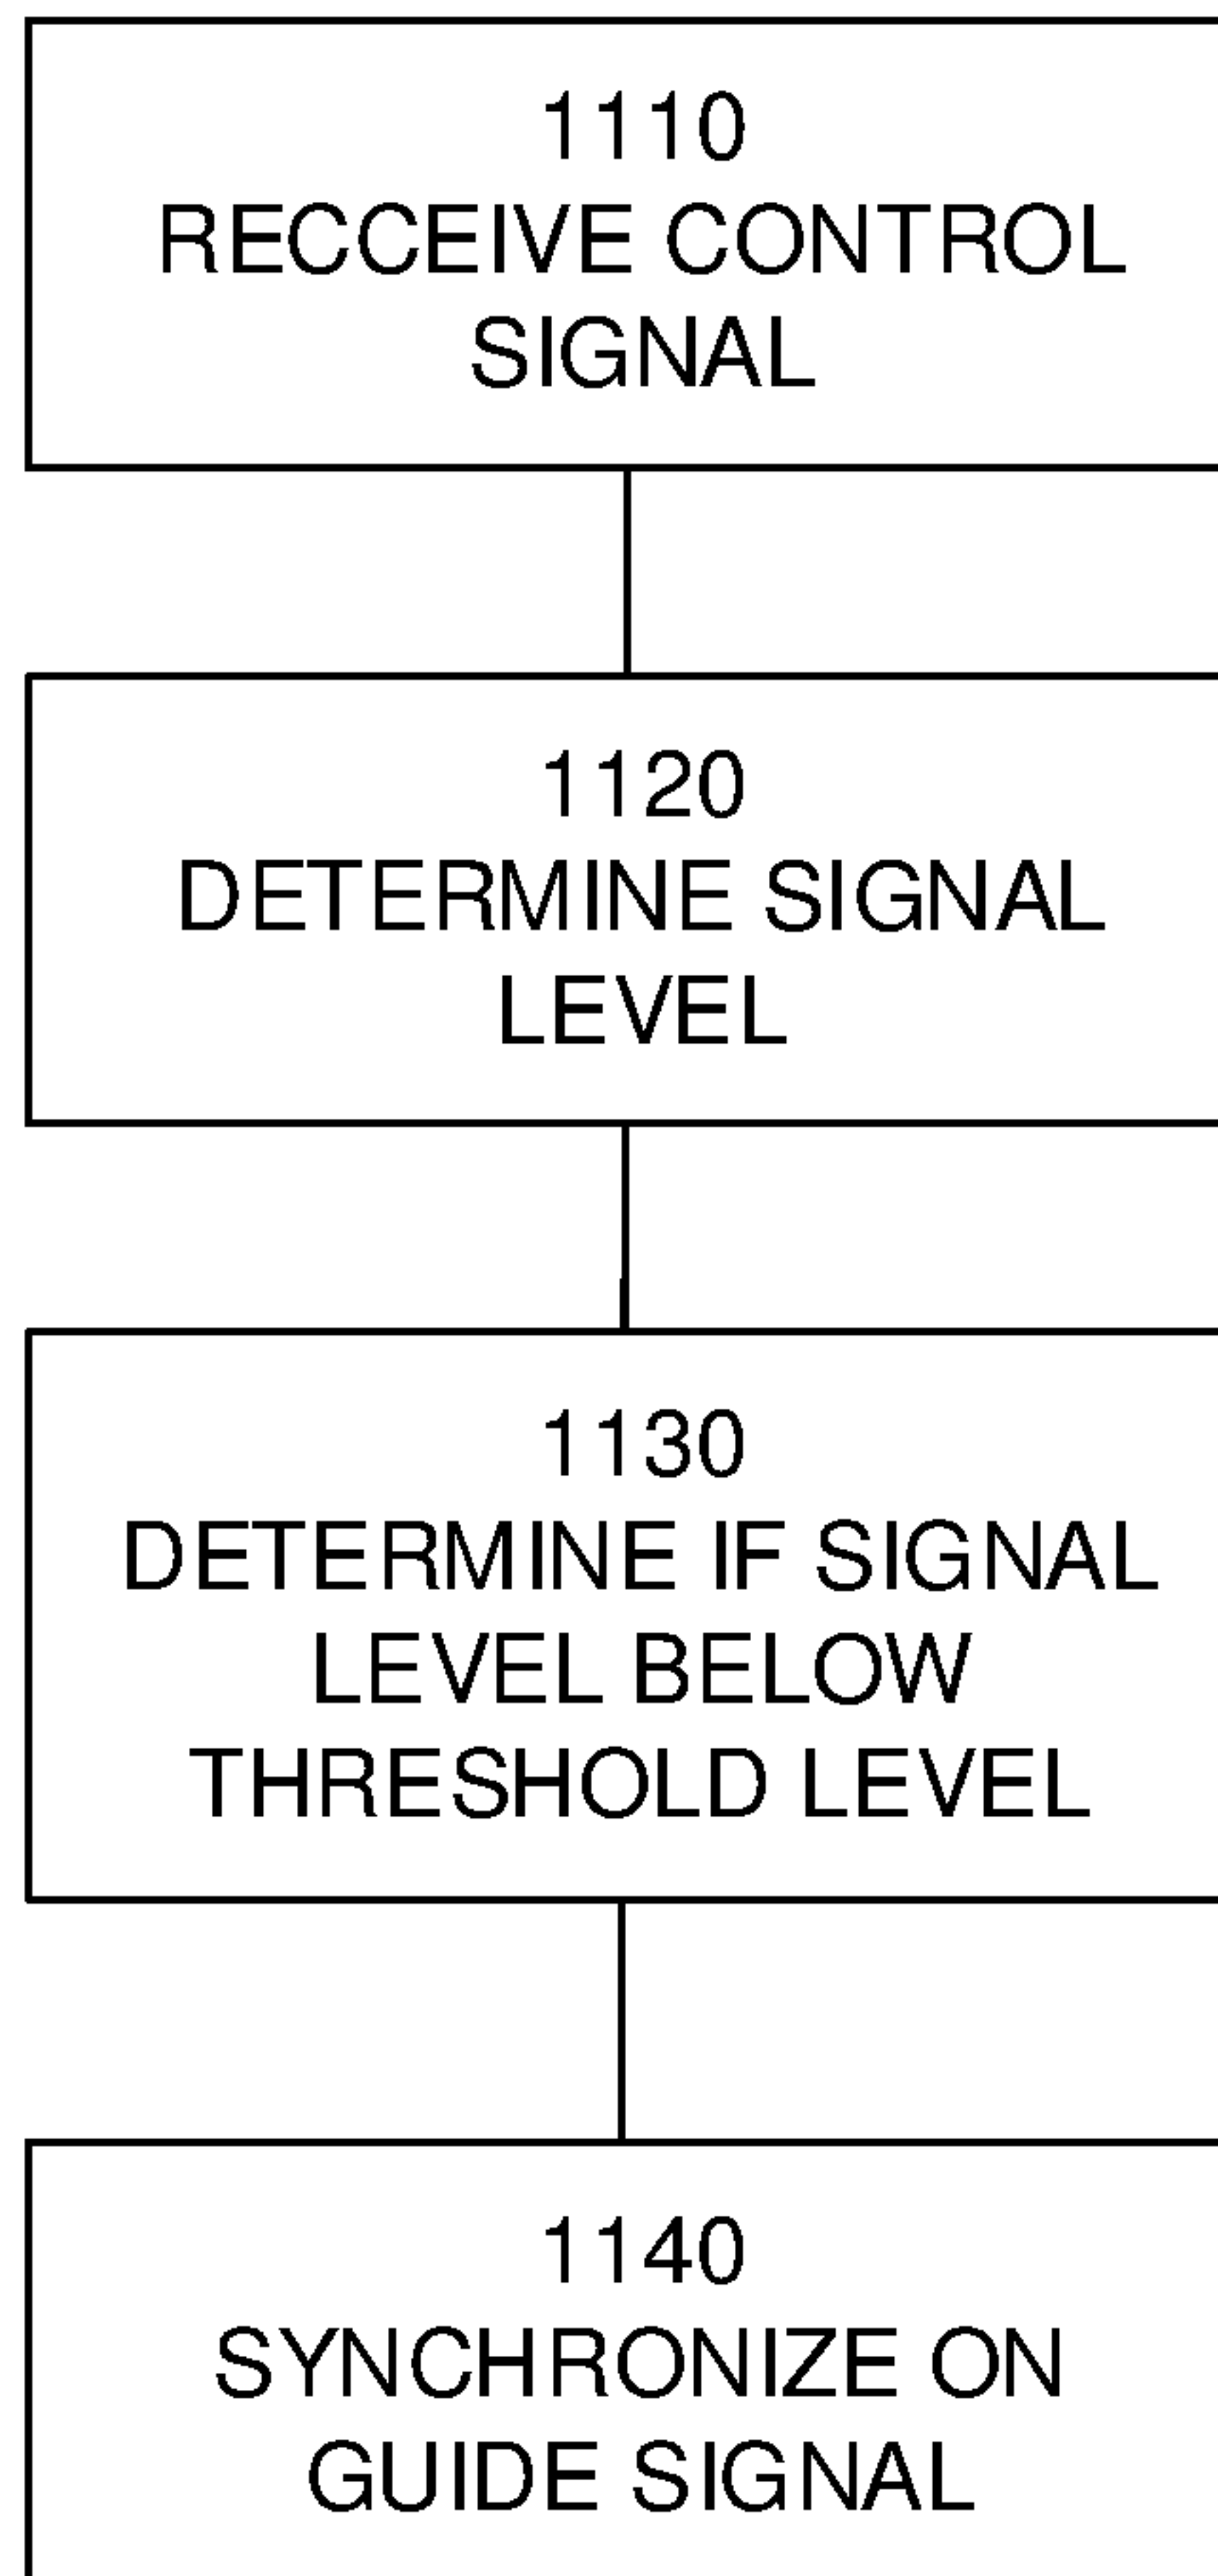 1110
RECCEIVE CONTROL
SIGNAL
1120
DETERMINE SIGNAL
LEVEL
1130
DETERMINE IF SIGNAL
LEVEL BELOW
THRESHOLD LEVEL
1140
SYNCHRONIZE ON
GUIDE SIGNAL